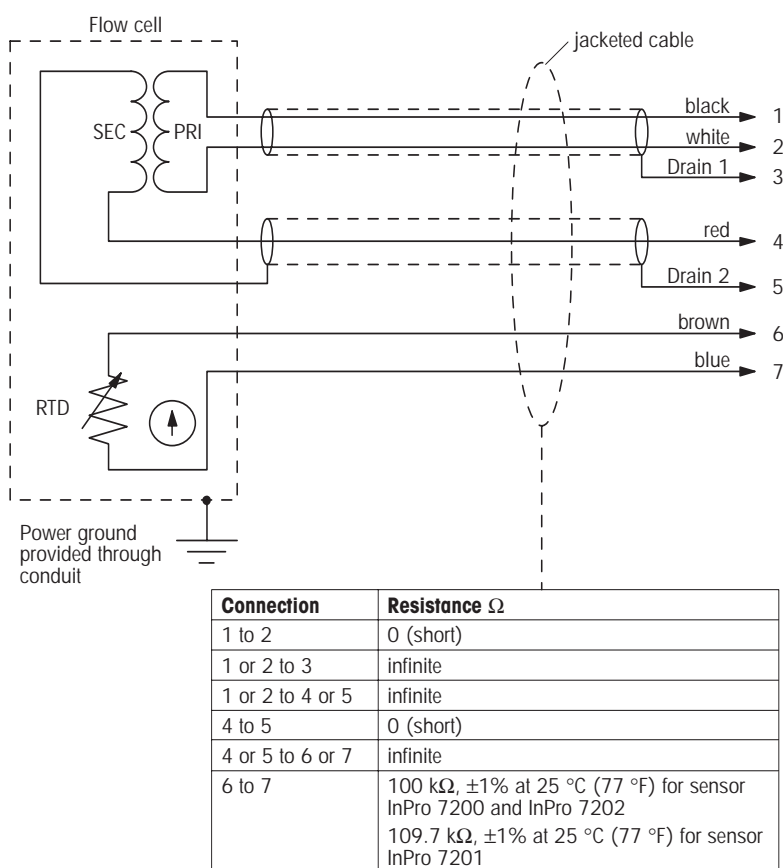 Flow cell
jacketed cable
SEC
PRI
black
1
white
2
Drain 1
3
red
4
Drain 2
5
brown
6
blue
7
RTD
Power ground
provided through
conduit
Connection Resistance Ω
1 to 2 0 (short)
1 or 2 to 3 infinite
1 or 2 to 4 or 5 infinite
4 to 5 0 (short)
4 or 5 to 6 or 7 infinite
6 to 7 100 kΩ, ±1% at 25 °C (77 °F) for sensor
InPro 7200 and InPro 7202
109.7 kΩ, ±1% at 25 °C (77 °F) for sensor
InPro 7201